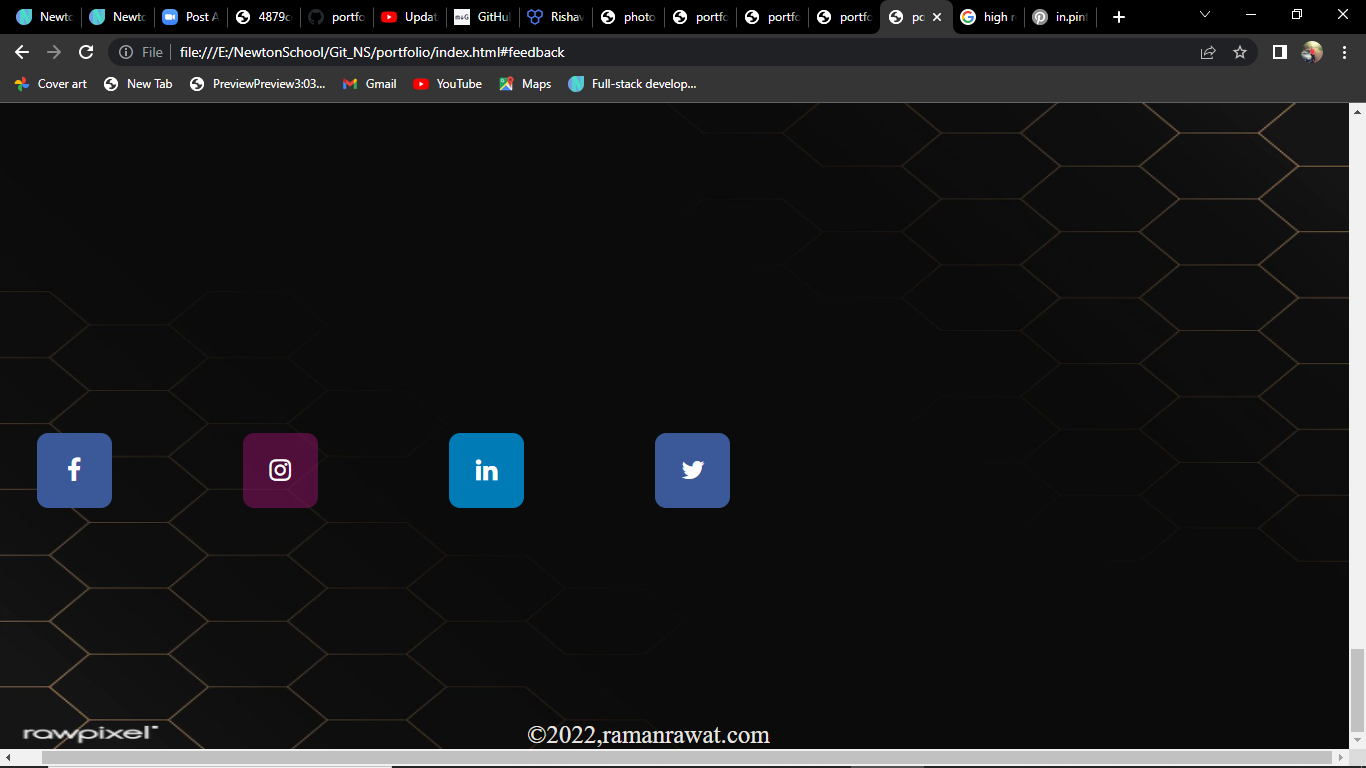 Newto
Newto
Post A
4879c
portfo
Updat
m&G
GitHul
Risha
photo
portfo
portfo
portfo
po
high r
in.pint
File
file:///E:/NewtonSchool/Git_NS/portfolio/index.html#feedback
Cover art
New Tab
PreviewPreview3:03...
Gmail
YouTube
Maps
Full-stack develop...
f
in
rawpixel
©2022,ramanrawat.com